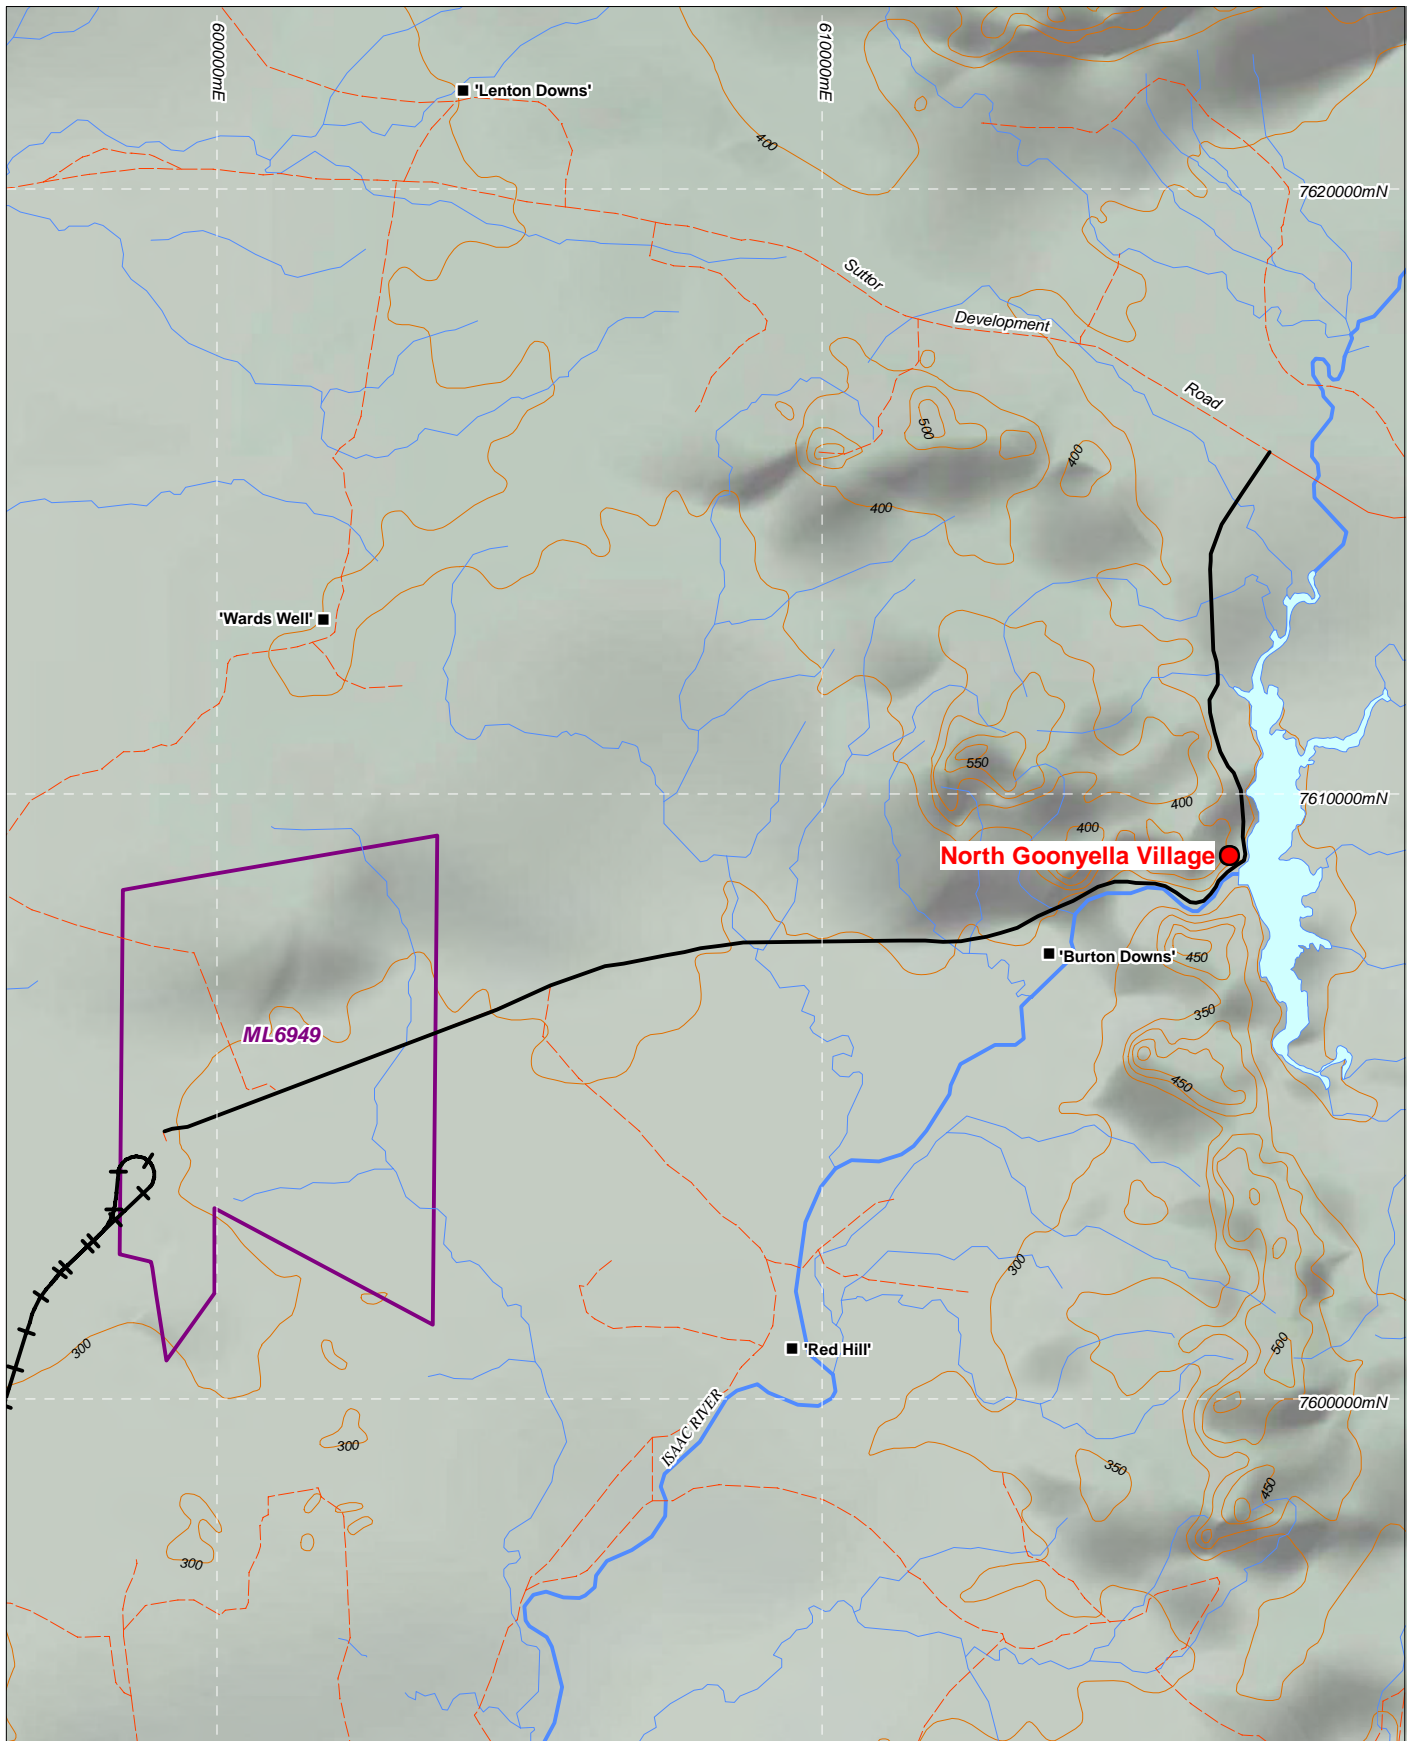 600000mE
610000mE
'Lenton Downs'
400
7620000mN
Suttor
Development
Road
500
400
400
'Wards Well'
550
7610000mN
400
400
North Goonyella Village
'Burton Downs'
450
350
ML6949
450
300
300
'Red Hill'
500
ISAAC RIVER
7600000mN
300
350
450
300